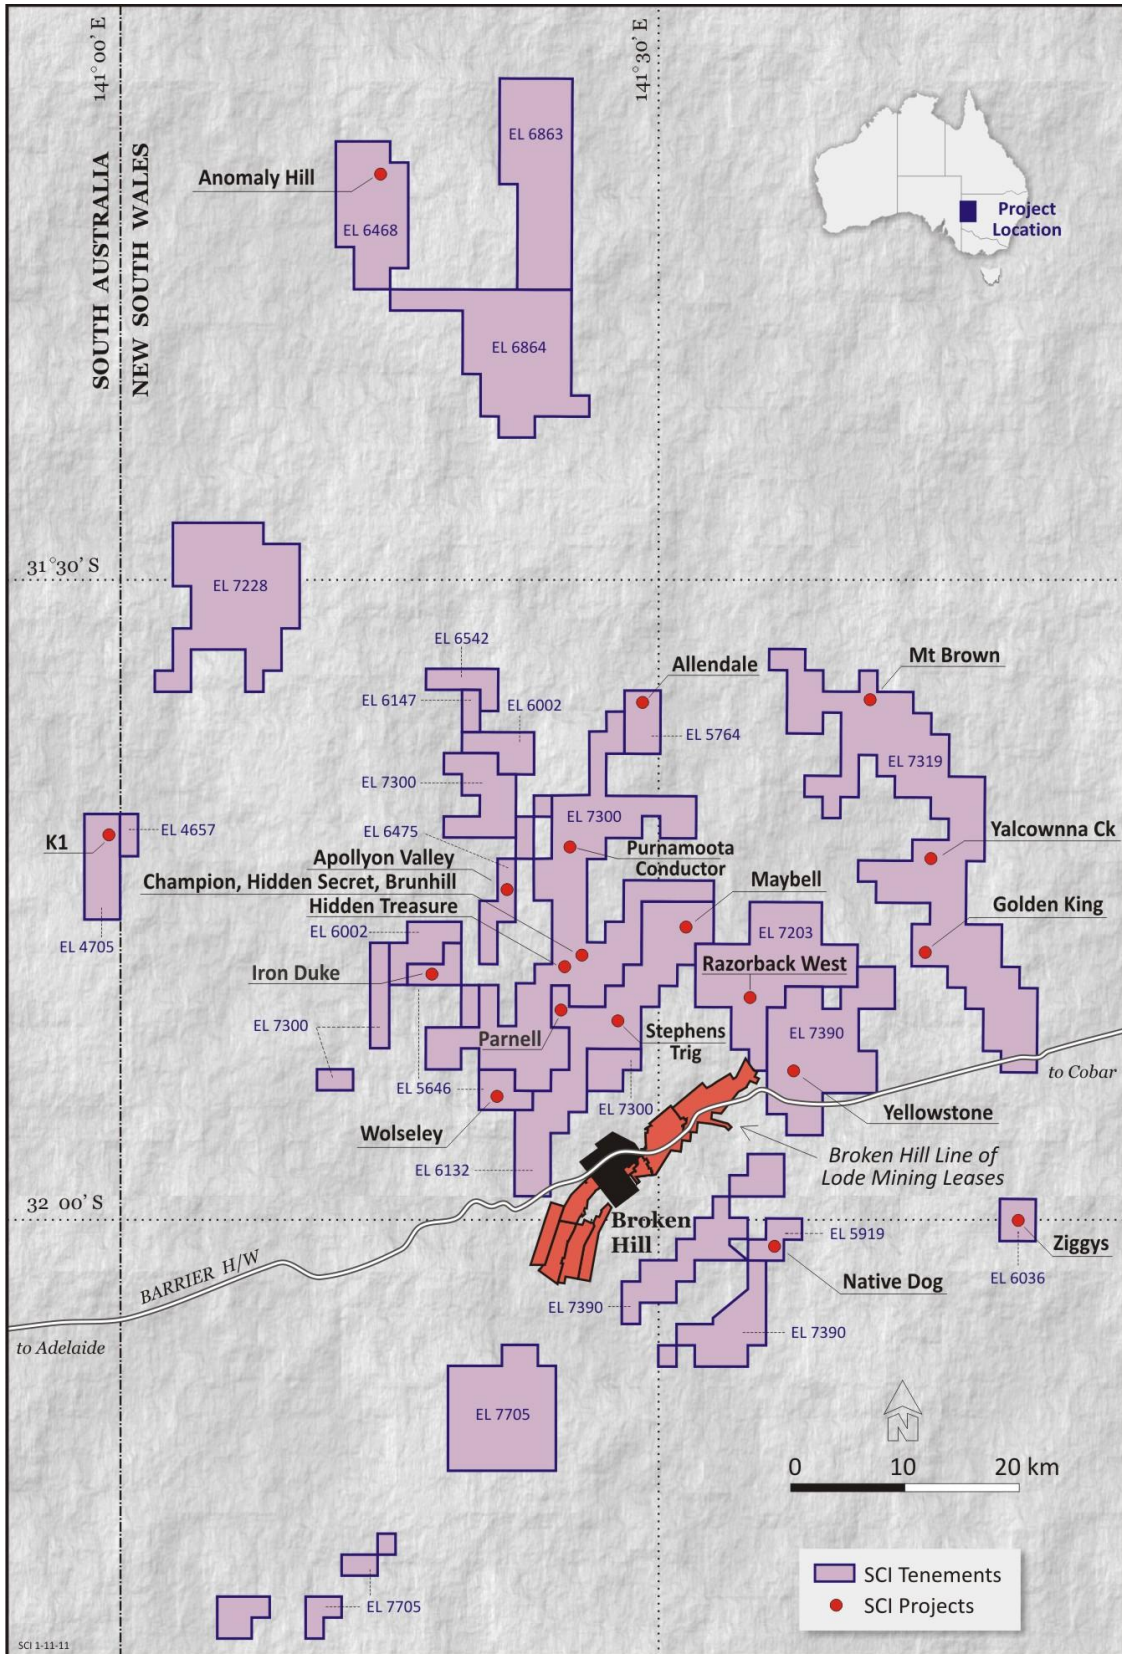 141°00' E
141°30' E
SOUTH AUSTRALIA
NEW SOUTH WALES
EL 6863
Anomaly Hill
EL 6468
Project
Location
EL 6864
31°30' S
EL 7228
EL 6542
Allendale
Mt Brown
EL 6147
EL 6002
EL 5764
EL 7319
EL 7300
EL 7300
EL 4657
K1
EL 6475
Yalcownna Ck
Purnamoota
Conductor
Apollyon Valley
Champion, Hidden Secret, Brunhill
Maybell
Hidden Treasure
Golden King
EL 6002
EL 7203
EL 4705
Iron Duke
Razorback West
EL 7300
Parnell
Stephens
Trig
EL 7390
to Cobar
EL 5646
EL 7300
Yellowstone
Wolseley
Broken Hill Line of
Lode Mining Leases
EL 6132
32 00' S
Broken
Hill
EL 5919
Ziggys
BARRIER H/W
Native Dog
EL 6036
EL 7390
EL 7390
to Adelaide
EL 7705
N
0 10 20 km
SCI Tenements
SCI Projects
EL 7705
SCI 1-11-11